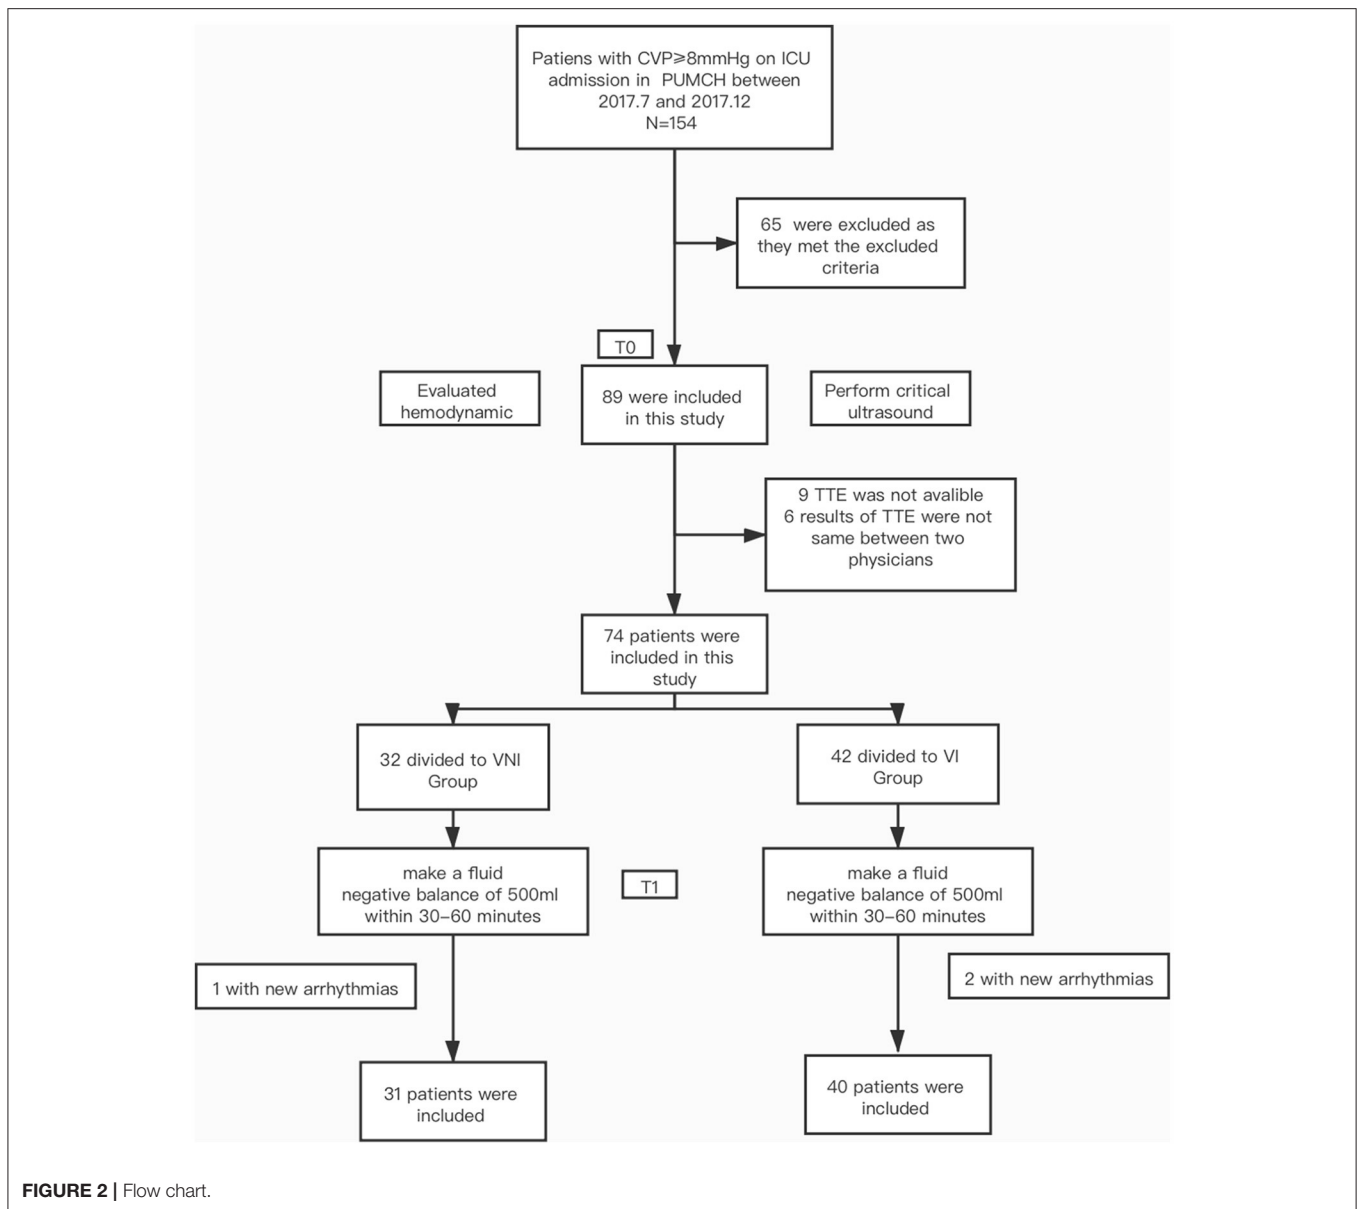 Patiens with CVP≥8mmHg on ICU
admission in PUMCH between
2017.7 and 2017.12
N=154
65 were excluded as
they met the excluded
criteria
T0
Evaluated
hemodynamic
89 were included
in this study
Perform critical
ultrasound
9 TTE was not avalible
6 results of TTE were not
same between two
physicians
74 patients were
included in this
study
32 divided to VNI
Group
42 divided to VI
Group
make a fluid
negative balance of 500ml
within 30–60 minutes
T1
make a fluid
negative balance of 500ml
within 30–60 minutes
1 with new arrhythmias
2 with new arrhythmias
31 patients were
included
40 patients were
included
FIGURE 2 | Flow chart.